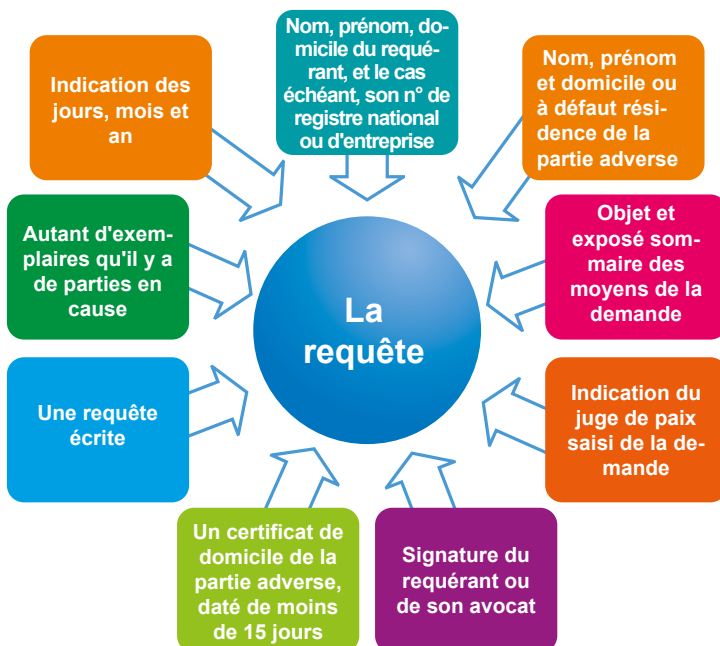 Nom, prénom, do-
micile du requé-
rant, et le cas
échéant, son n° de
registre national
ou d'entreprise
Nom, prénom
et domicile ou
à défaut rési-
dence de la
partie adverse
Objet et
exposé som-
maire des
moyens de la
demande
Indication du
juge de paix
saisi de la de-
mande
Signature du
requérant ou
de son avocat
Un certificat de
domicile de la
partie adverse,
daté de moins
de 15 jours
Une requête
écrite
Autant d'exem-
plaires qu'il y a
de parties en
cause
Indication des
jours, mois et
an
La
requête